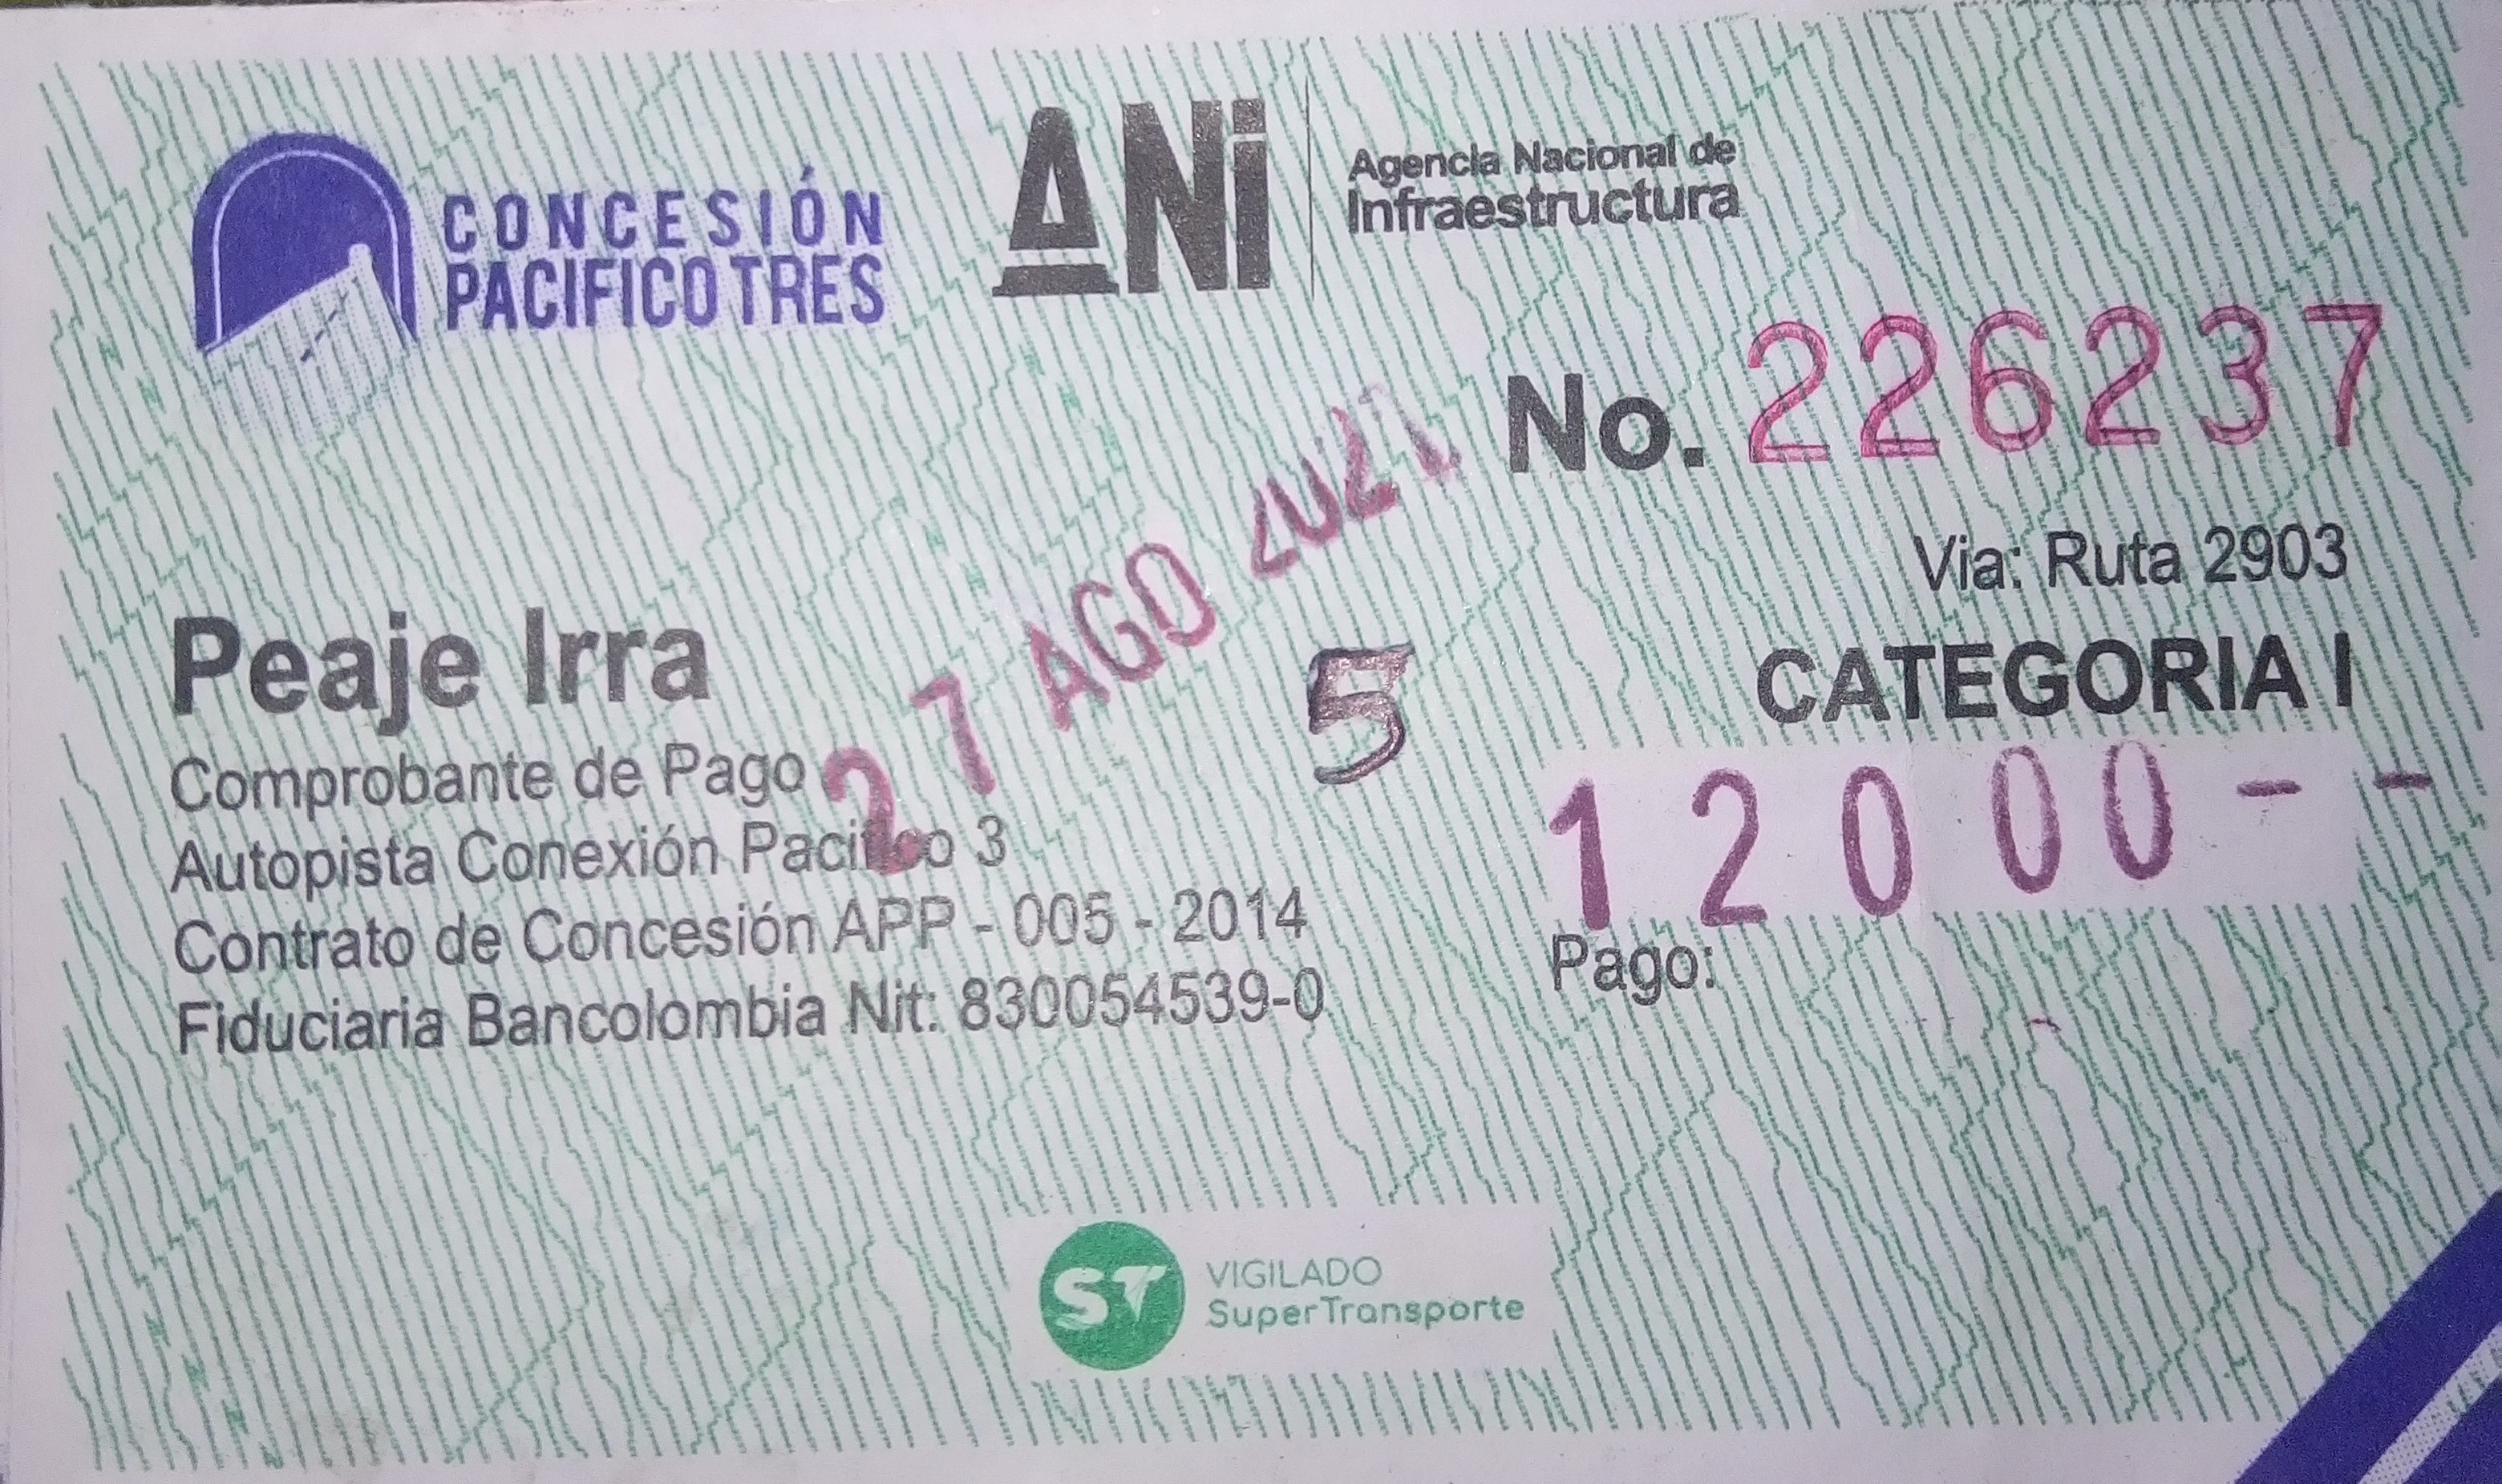 CONCESIÓN
PACIFICO TRES
ANi
Agencia Nacional de
Infraestructura
No. 226237
Via: Ruta 2903
CATEGORIA I
27 AGO 2021
5
12000--
Pago:
Peaje Irra
Comprobante de Pago
Autopista Conexión Pacifico 3
Contrato de Concesión APP - 005 - 2014
Fiduciaria Bancolombia Nit: 830054539-0
ST
VIGILADO
SuperTransporte